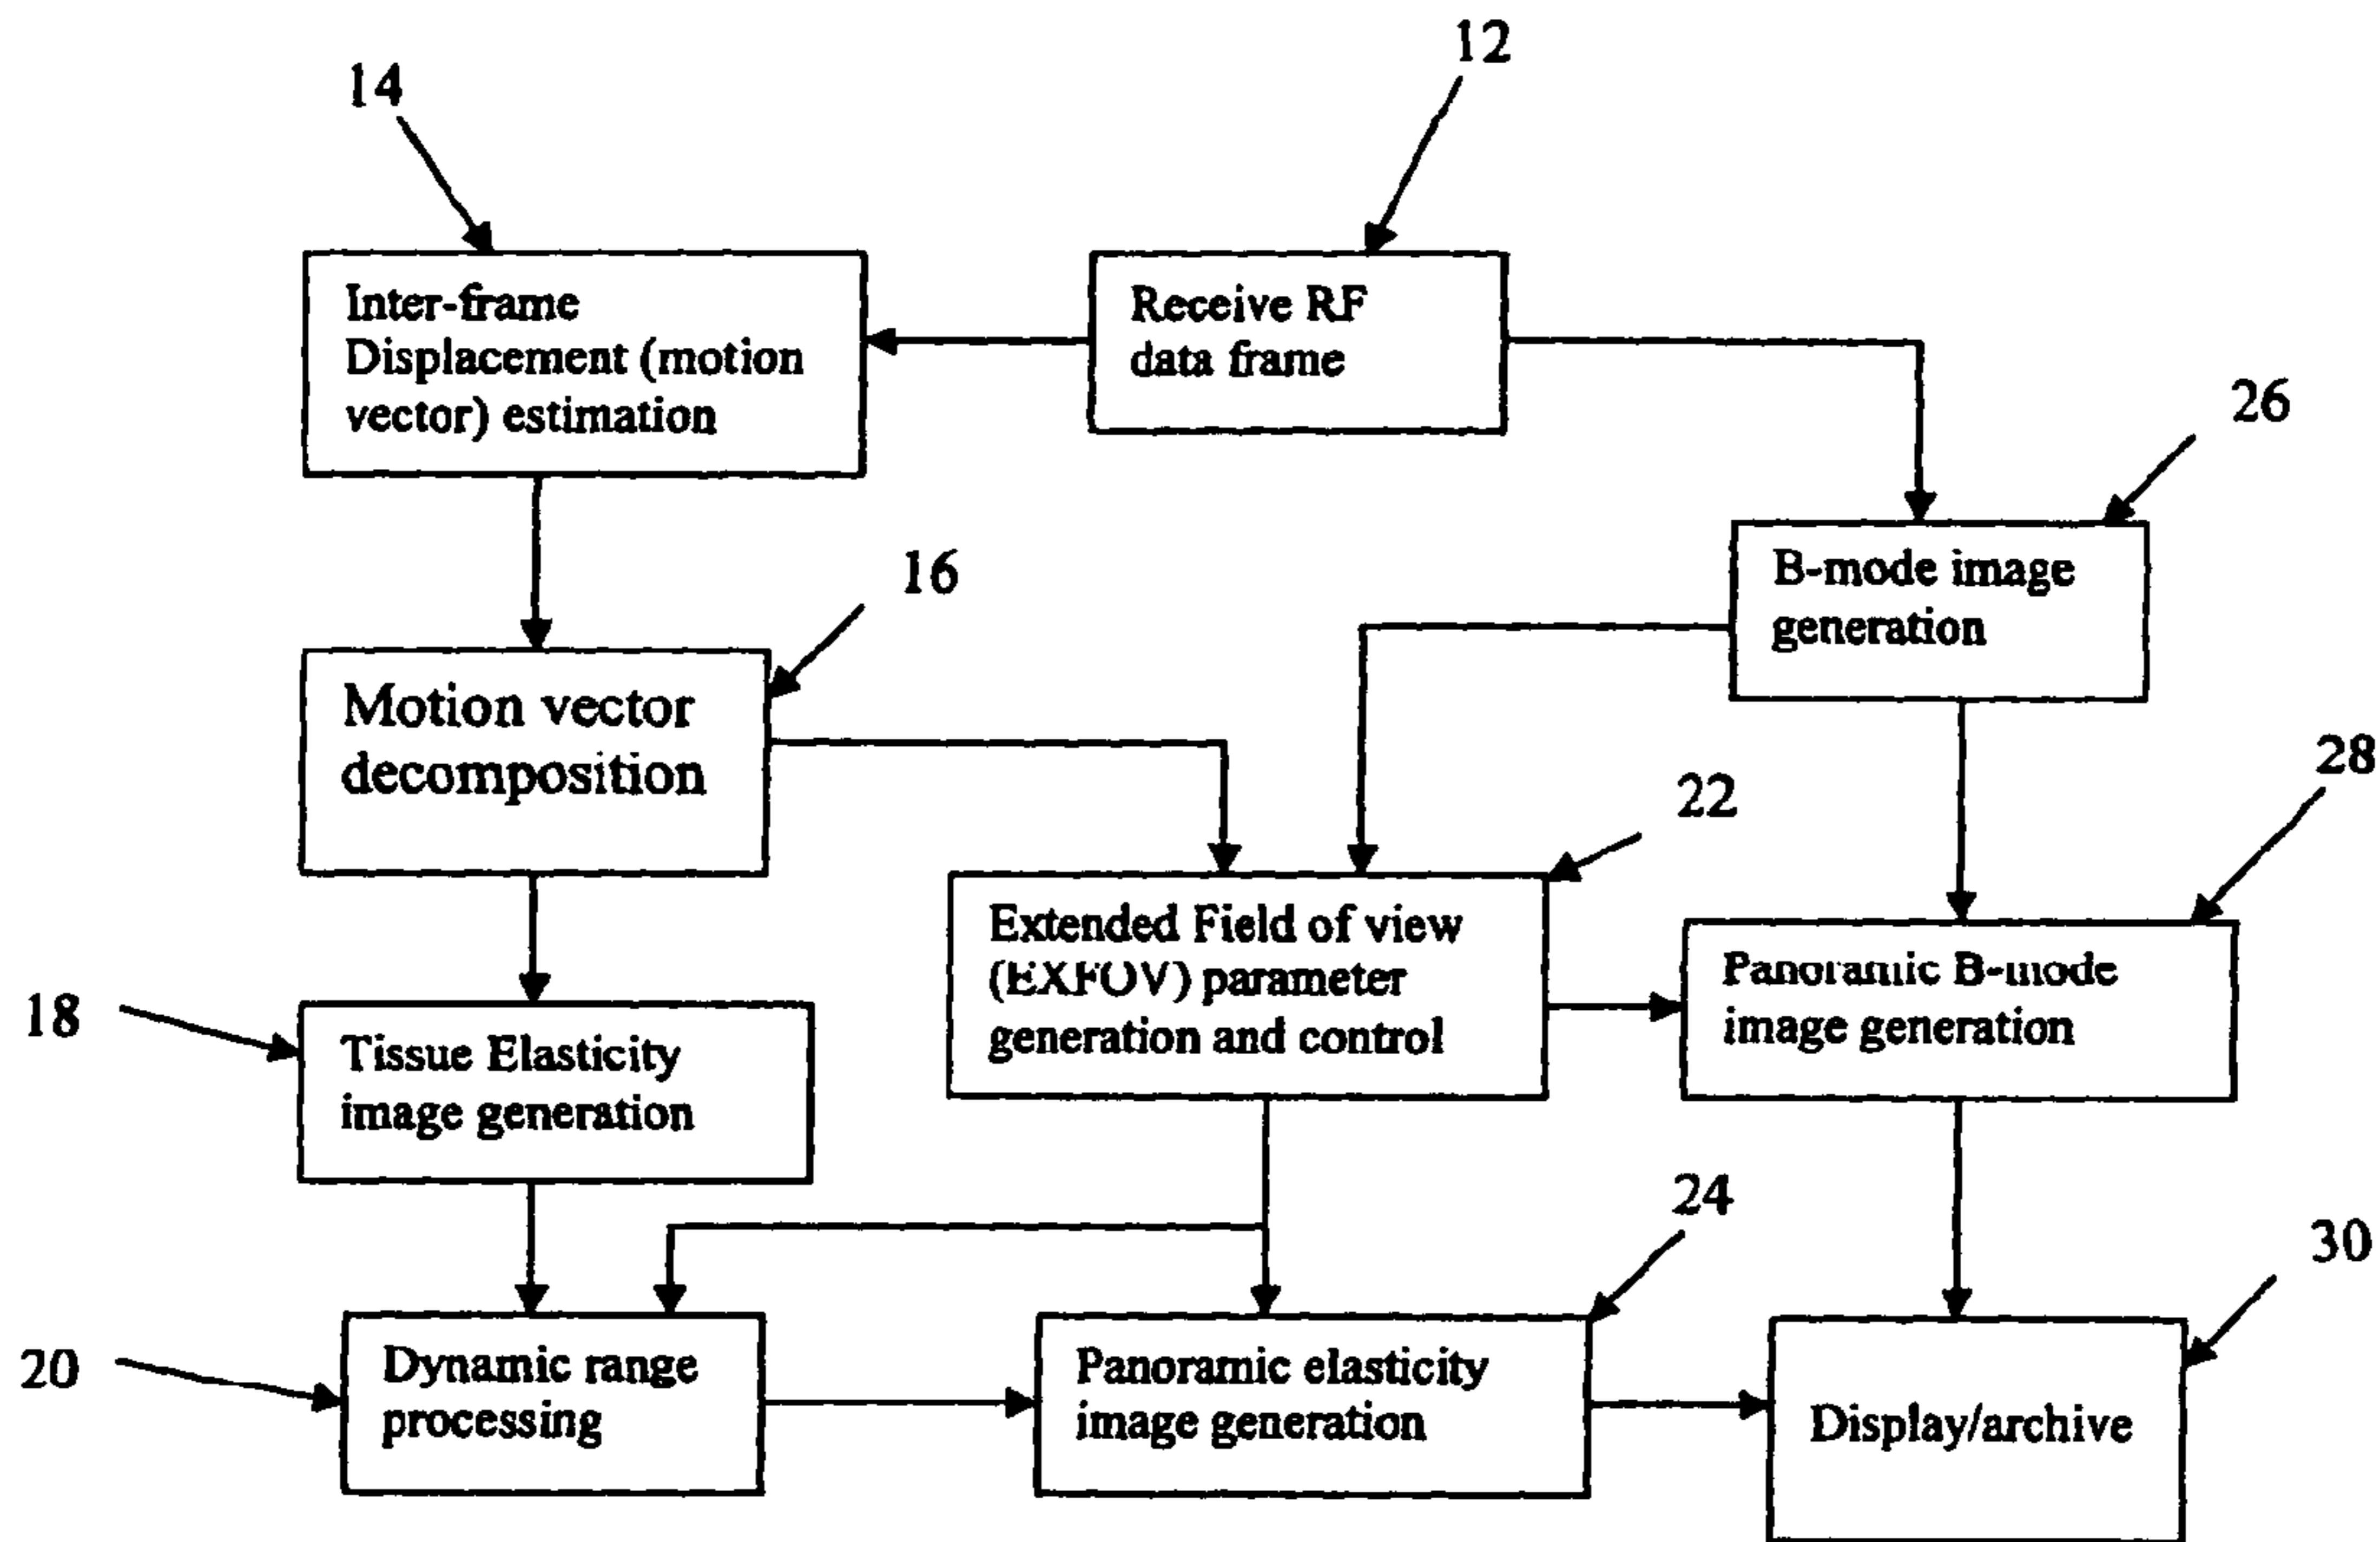 12
14
Inter-frame
Displacement (motion
vector) estimation
Receive RF
data frame
26
16
B-mode image
generation
Motion vector
decomposition
28
22
Extended Field of view
(EXFOV) parameter
generation and control
Panoramic B-mode
image generation
18
Tissue Elasticity
image generation
24
30
20
Dynamic range
processing
Panoramic elasticity
image generation
Display/archive